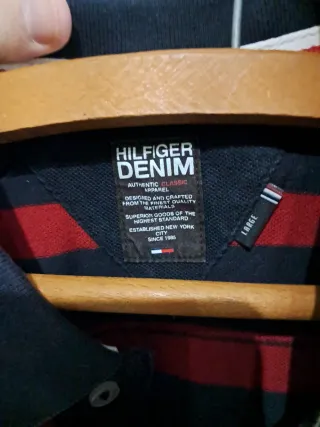 HILFIGER
DENIM
AUTHENTIC CLASSIC
APPAREL
DESIGNED AND CRAFTED
FROM THE FINEST QUALITY
MATERIALS
SUPERIOR GOODS OF THE
HIGHEST STANDARD
ESTABLISHED NEW YORK
CITY
SINCE 1985
LARGE